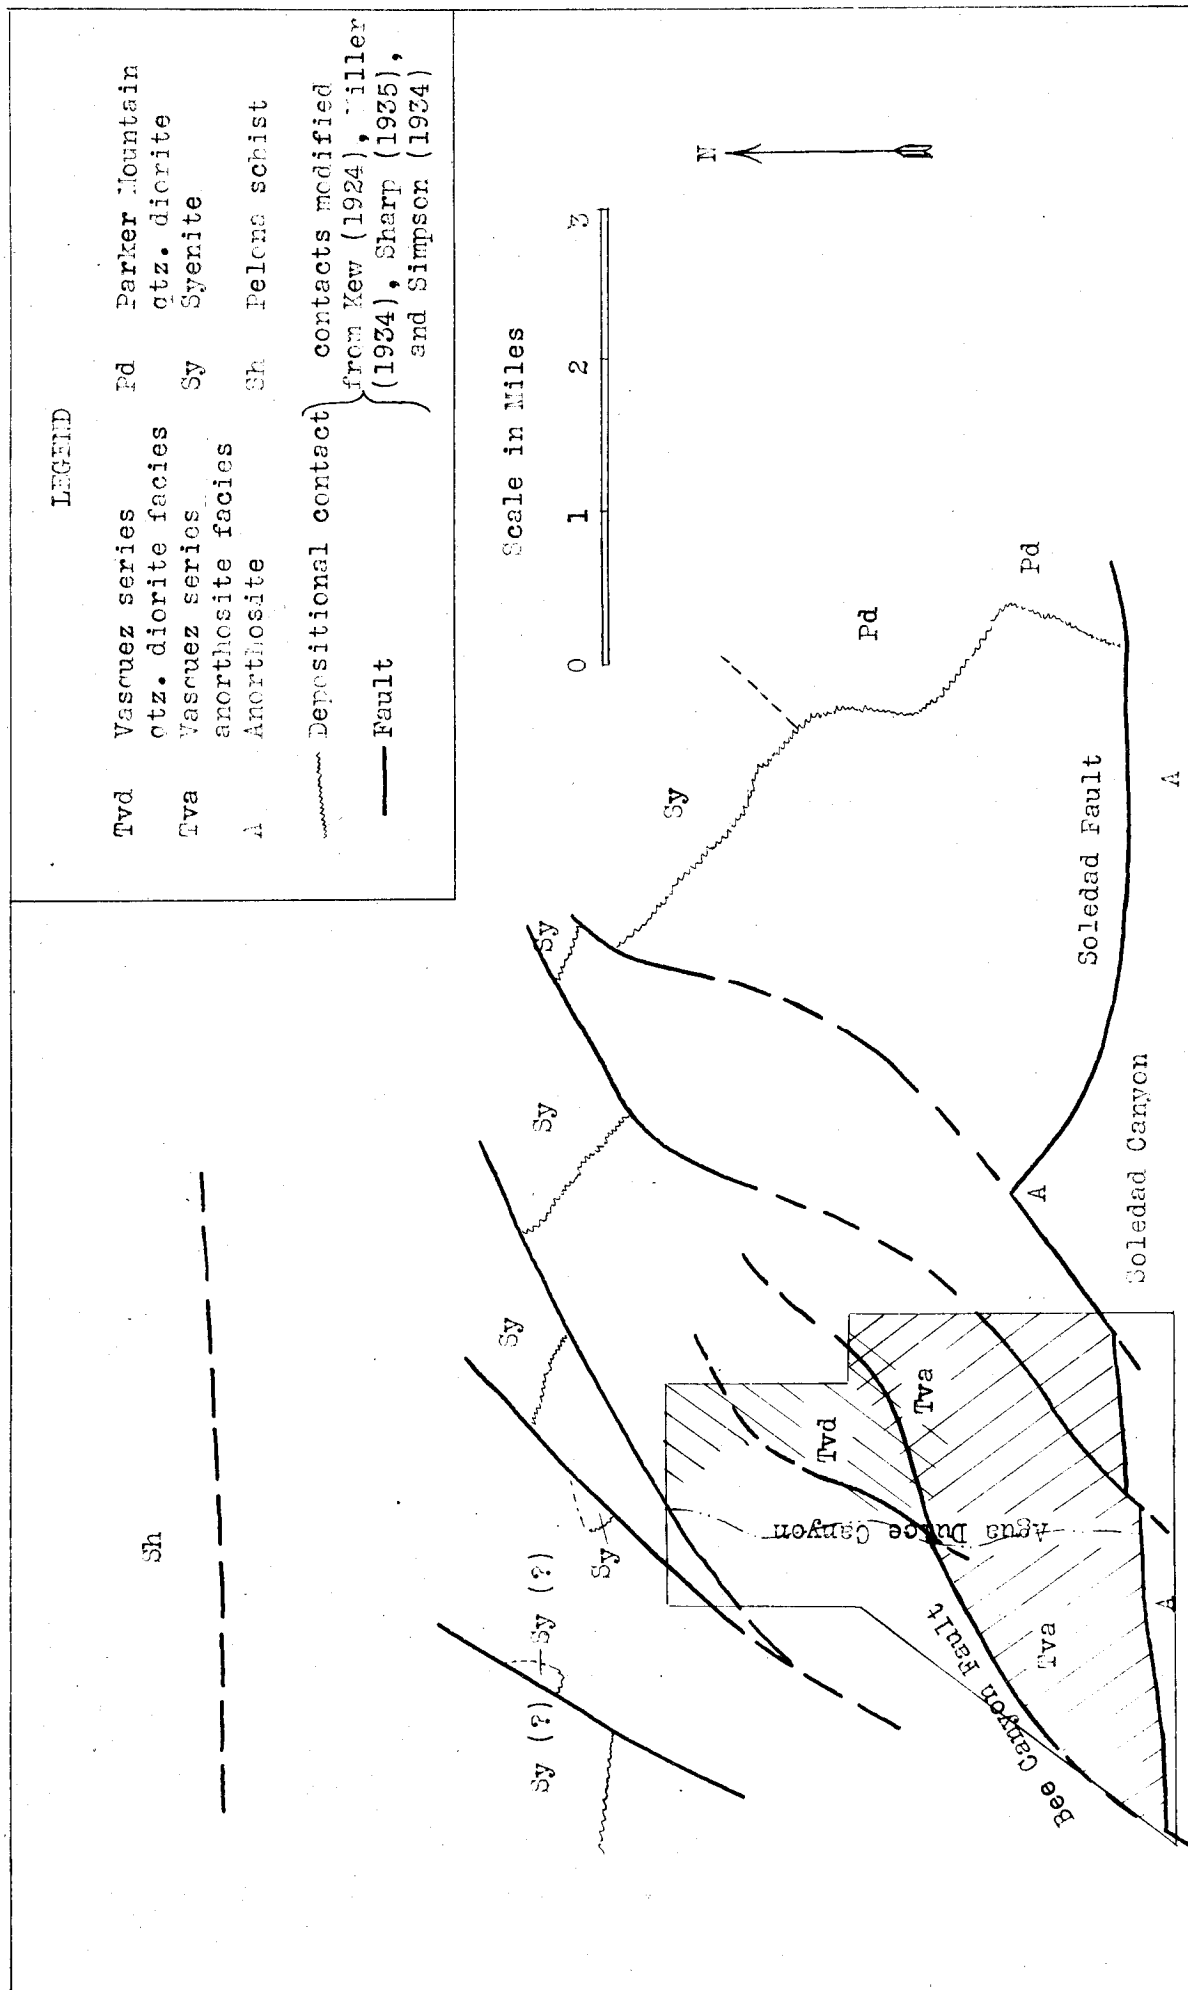 LEGEND
Tvd Vasquez series
qtz. diorite facies
Tva Vasquez series
anorthosite facies
A Anorthosite
Pd Parker Mountain
qtz. diorite
Sy Syenite
Sh Pelona schist
Depositional contact
Fault
contacts modified
from Kew (1924), Miller
(1934), Sharp (1935),
and Simpson (1934)
Scale in Miles
0 1 2 3
N
Sh
Sy (?)
Sy (?)
Sy
Sy
Sy
Sy
Sy
Pd
Pd
Tvd
Tva
Tva
Agua Dulce Canyon
Bee Canyon Fault
Soledad Fault
Soledad Canyon
A
A
A